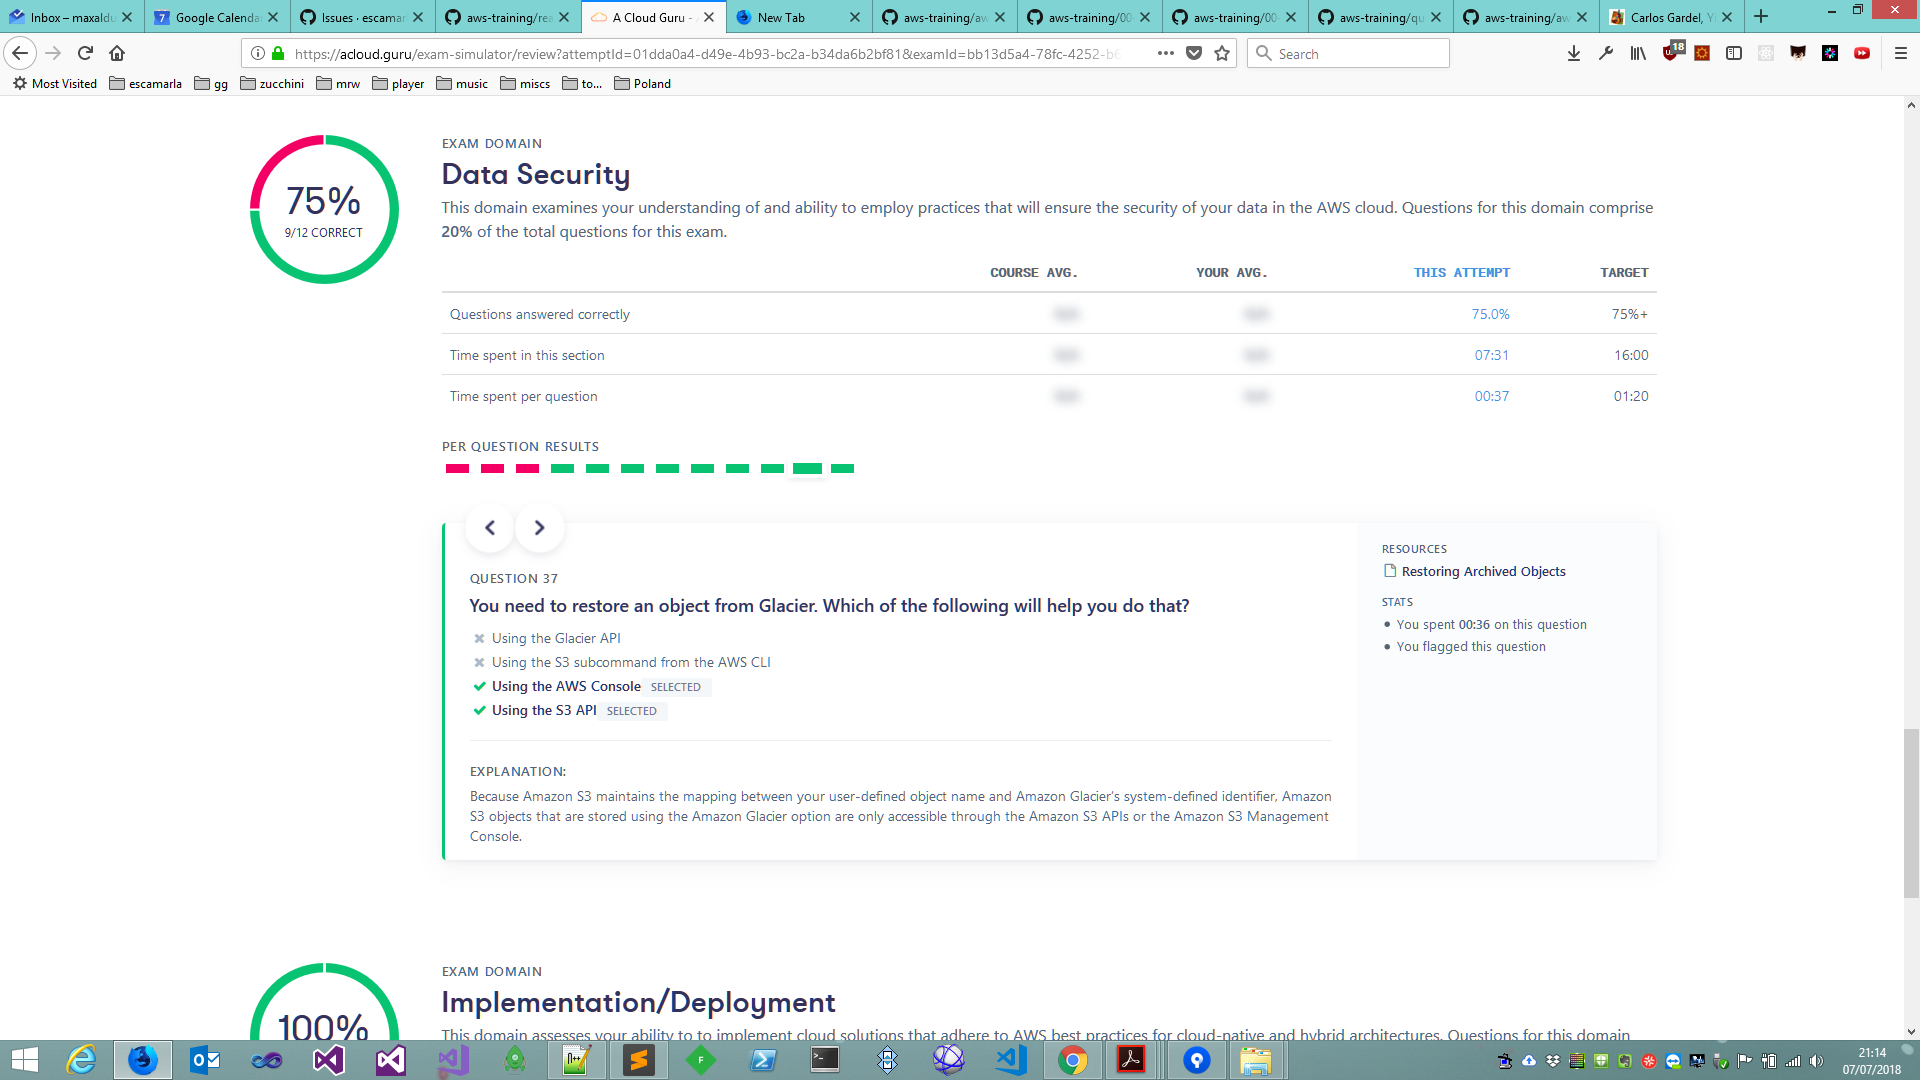 Inbox – maxaldu
Google Calenda
Issues · escamar
aws-training/rea
A Cloud Guru - A
New Tab
aws-training/aw
aws-training/00
aws-training/00
aws-training/qu
aws-training/aw
Carlos Gardel, Y
https://acloud.guru/exam-simulator/review?attemptId=01dda0a4-d49e-4b93-bc2a-b34da6b2bf81&examId=bb13d5a4-78fc-4252-b6
Search
18
Most Visited
escamarla
gg
zucchini
mrw
player
music
miscs
to...
Poland
75%
9/12 CORRECT
EXAM DOMAIN
Data Security
This domain examines your understanding of and ability to employ practices that will ensure the security of your data in the AWS cloud. Questions for this domain comprise
20% of the total questions for this exam.
COURSE AVG. YOUR AVG. THIS ATTEMPT TARGET
Questions answered correctly 75.0% 75%+
Time spent in this section 07:31 16:00
Time spent per question 00:37 01:20
PER QUESTION RESULTS
QUESTION 37
You need to restore an object from Glacier. Which of the following will help you do that?
Using the Glacier API
Using the S3 subcommand from the AWS CLI
Using the AWS Console SELECTED
Using the S3 API SELECTED
EXPLANATION:
Because Amazon S3 maintains the mapping between your user-defined object name and Amazon Glacier's system-defined identifier, Amazon
S3 objects that are stored using the Amazon Glacier option are only accessible through the Amazon S3 APIs or the Amazon S3 Management
Console.
RESOURCES
Restoring Archived Objects
STATS
You spent 00:36 on this question
You flagged this question
100%
EXAM DOMAIN
Implementation/Deployment
This domain assesses your ability to to implement cloud solutions that adhere to AWS best practices for cloud-native and hybrid architectures. Questions for this domain
21:14
07/07/2018